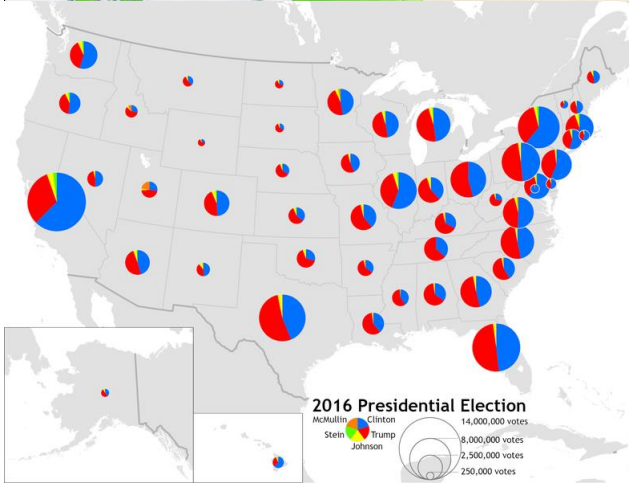 2016 Presidential Election
McMullin Clinton
Stein Trump
Johnson
14,000,000 votes
8,000,000 votes
2,500,000 votes
250,000 votes